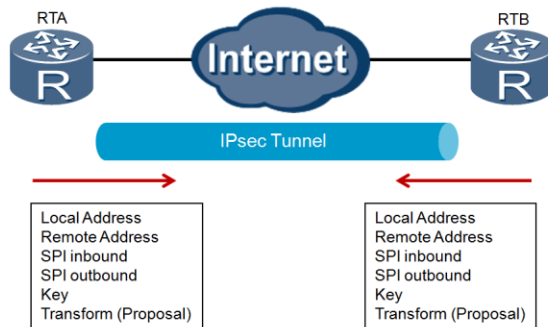 RTA
RTB
R
Internet
R
IPsec Tunnel
Local Address
Remote Address
SPI inbound
SPI outbound
Key
Transform (Proposal)
Local Address
Remote Address
SPI inbound
SPI outbound
Key
Transform (Proposal)